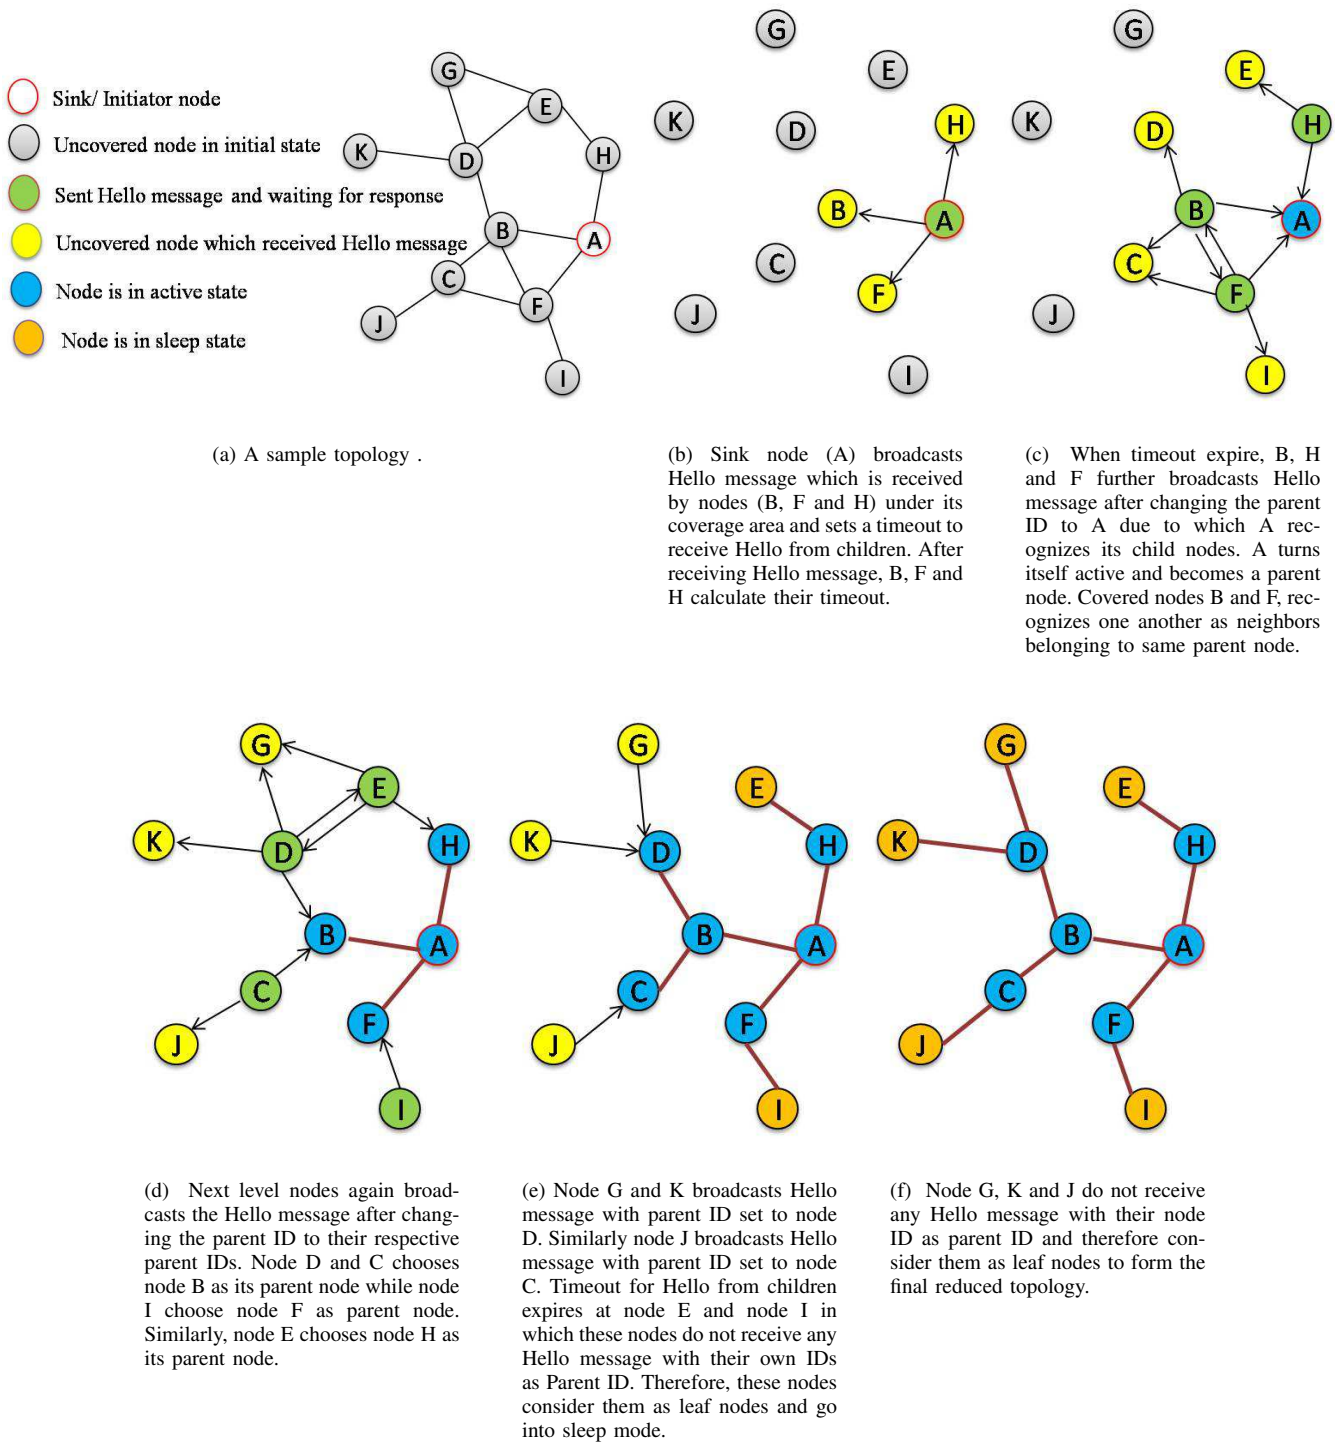 Sink/ Initiator node
Uncovered node in initial state
Sent Hello message and waiting for response
Uncovered node which received Hello message
Node is in active state
Node is in sleep state
G
E
K
D
H
B
A
C
F
J
I
(a) A sample topology .
G
E
K
D
H
B
A
C
F
J
I
(b) Sink node (A) broadcasts
Hello message which is received
by nodes (B, F and H) under its
coverage area and sets a timeout to
receive Hello from children. After
receiving Hello message, B, F and
H calculate their timeout.
G
E
K
D
H
B
A
C
F
J
I
(c) When timeout expire, B, H
and F further broadcasts Hello
message after changing the parent
ID to A due to which A rec-
ognizes its child nodes. A turns
itself active and becomes a parent
node. Covered nodes B and F, rec-
ognizes one another as neighbors
belonging to same parent node.
G
E
K
D
H
B
A
C
F
J
I
(d) Next level nodes again broad-
casts the Hello message after chang-
ing the parent ID to their respective
parent IDs. Node D and C chooses
node B as its parent node while node
I choose node F as parent node.
Similarly, node E chooses node H as
its parent node.
G
E
K
D
H
B
A
C
F
J
I
(e) Node G and K broadcasts Hello
message with parent ID set to node
D. Similarly node J broadcasts Hello
message with parent ID set to node
C. Timeout for Hello from children
expires at node E and node I in
which these nodes do not receive any
Hello message with their own IDs
as Parent ID. Therefore, these nodes
consider them as leaf nodes and go
into sleep mode.
G
E
K
D
H
B
A
C
F
J
I
(f) Node G, K and J do not receive
any Hello message with their node
ID as parent ID and therefore con-
sider them as leaf nodes to form the
final reduced topology.